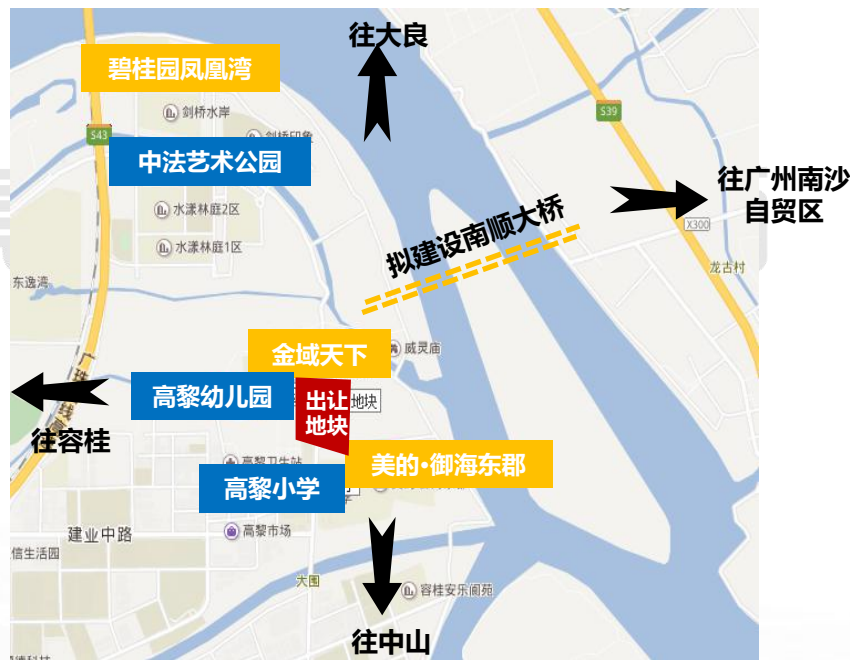 往大良
碧桂园凤凰湾
剑桥水岸
S43
S39
中法艺术公园
往广州南沙
自贸区
水漾林庭2区
X300
拟建设南顺大桥
水漾林庭1区
龙古村
东逸湾
金域天下
威灵庙
广珠
线
高黎幼儿园
出让
地块
地块
往容桂
高黎卫生站
美的·御海东郡
高黎小学
建业中路
高黎市场
信生活园
大围
容桂安乐阁苑
往中山